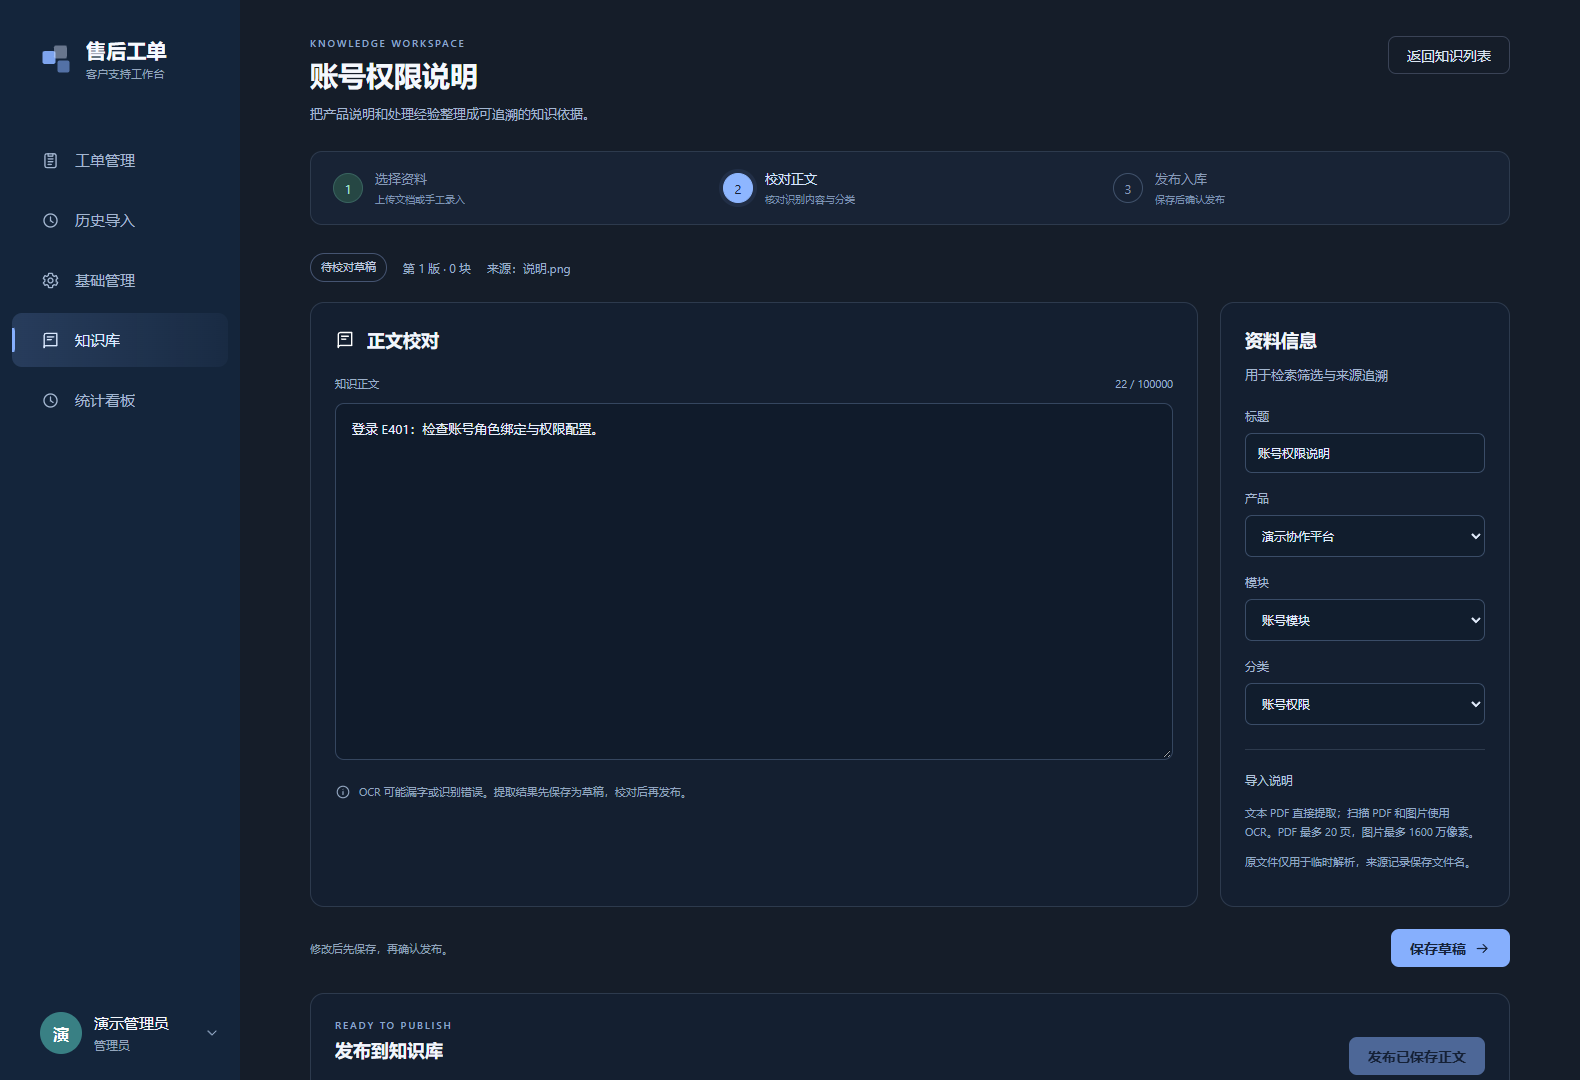 售后工单
客户支持工作台
工单管理
历史导入
基础管理
知识库
统计看板
演
演示管理员
管理员
KNOWLEDGE WORKSPACE
账号权限说明
把产品说明和处理经验整理成可追溯的知识依据。
返回知识列表
1
选择资料
上传文档或手工录入
2
校对正文
核对识别内容与分类
3
发布入库
保存后确认发布
待校对草稿
第 1 版 · 0 块
来源：说明.png
正文校对
知识正文
22 / 100000
登录 E401：检查账号角色绑定与权限配置。
OCR 可能漏字或识别错误。提取结果先保存为草稿，校对后再发布。
资料信息
用于检索筛选与来源追溯
标题
账号权限说明
产品
演示协作平台
模块
账号模块
分类
账号权限
导入说明
文本 PDF 直接提取；扫描 PDF 和图片使用
OCR。PDF 最多 20 页，图片最多 1600 万像素。
原文件仅用于临时解析，来源记录保存文件名。
修改后先保存，再确认发布。
保存草稿
READY TO PUBLISH
发布到知识库
发布已保存正文